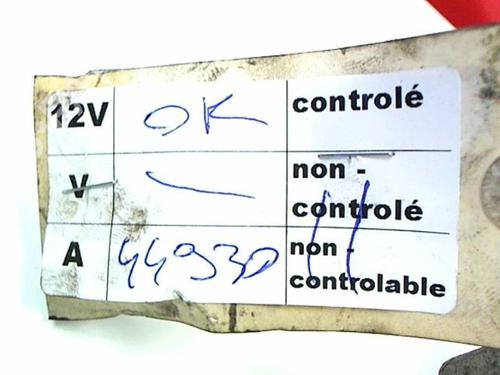 12V OK controlé
V non - controlé
A 44930 non - controlable